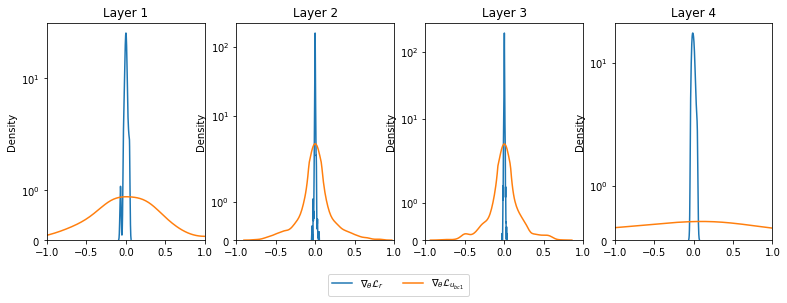 Layer 1 Layer 2 Layer 3 Layer 4
Density Density Density Density
10¹ 10² 10² 10¹
10¹ 10¹
10⁰ 10⁰ 10⁰ 10⁰
0 0 0 0
−1.0 −0.5 0.0 0.5 1.0 −1.0 −0.5 0.0 0.5 1.0 −1.0 −0.5 0.0 0.5 1.0 −1.0 −0.5 0.0 0.5 1.0
∇θℒr ∇θℒu_bc1